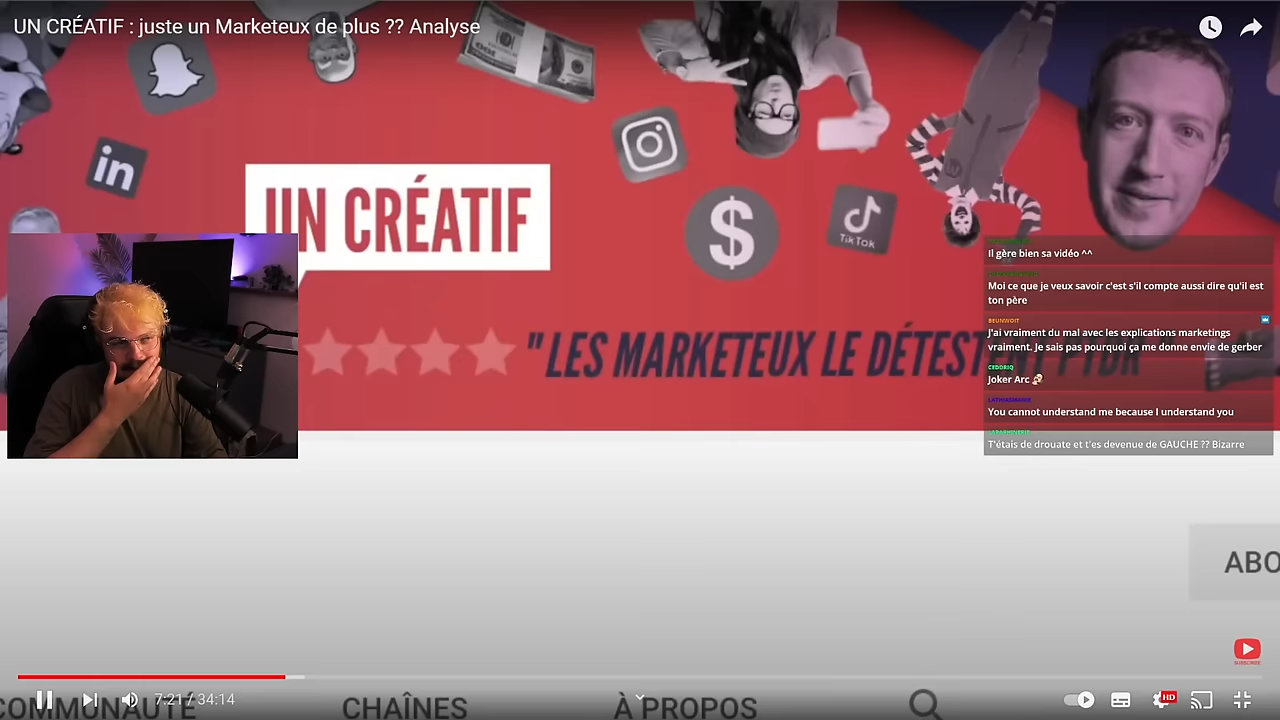 UN CRÉATIF : juste un Marketeux de plus ?? Analyse
in
UN CRÉATIF
$
TikTok
"LES MARKETEUX LE DÉTESTENT"
Il gère bien sa vidéo ^^
Moi ce que je veux savoir c'est s'il compte aussi dire qu'il est
ton père
BEUNWOIT
J'ai vraiment du mal avec les explications marketings
vraiment. Je sais pas pourquoi ça me donne envie de gerber
CEDORIQ
Joker Arc
You cannot understand me because I understand you
T'étais de drouate et t'es devenue de GAUCHE ?? Bizarre
ABO
SUBSCRIBE
7:21 / 34:14
HD
COMMUNAUTÉ
CHAÎNES
À PROPOS